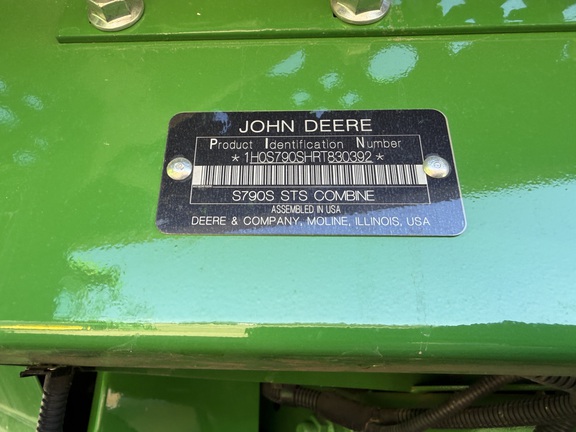 JOHN DEERE
Product Identification Number
*1H0S790SHRT830392*
S790S STS COMBINE
ASSEMBLED IN USA
DEERE & COMPANY, MOLINE, ILLINOIS, USA